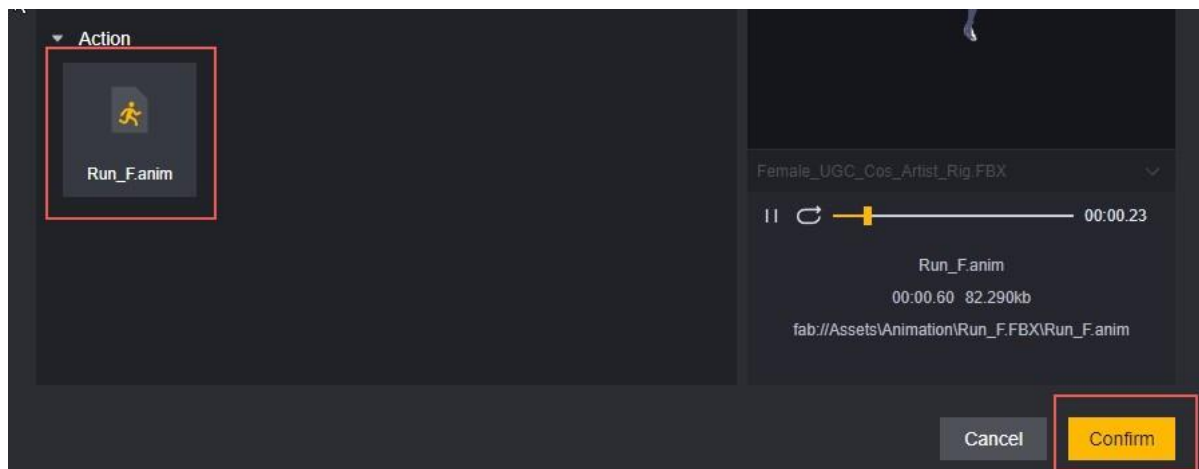 Action
Run_F.anim
Female_UGC_Cos_Artist_Rig.FBX
00:00.23
Run_F.anim
00:00.60 82.290kb
fab://Assets\Animation\Run_F.FBX\Run_F.anim
Cancel
Confirm